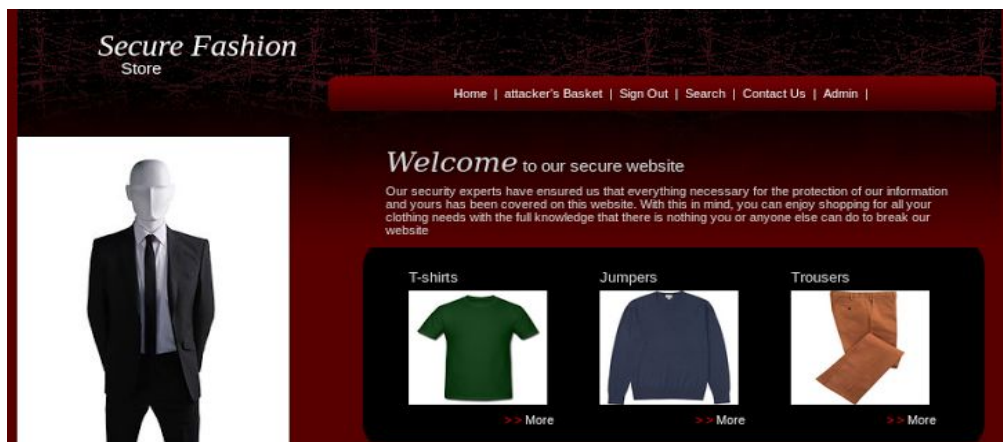 Secure Fashion
Store
Home | attacker's Basket | Sign Out | Search | Contact Us | Admin |
Welcome to our secure website
Our security experts have ensured us that everything necessary for the protection of our information
and yours has been covered on this website. With this in mind, you can enjoy shopping for all your
clothing needs with the full knowledge that there is nothing you or anyone else can do to break our
website
T-shirts
Jumpers
Trousers
>> More
>> More
>> More